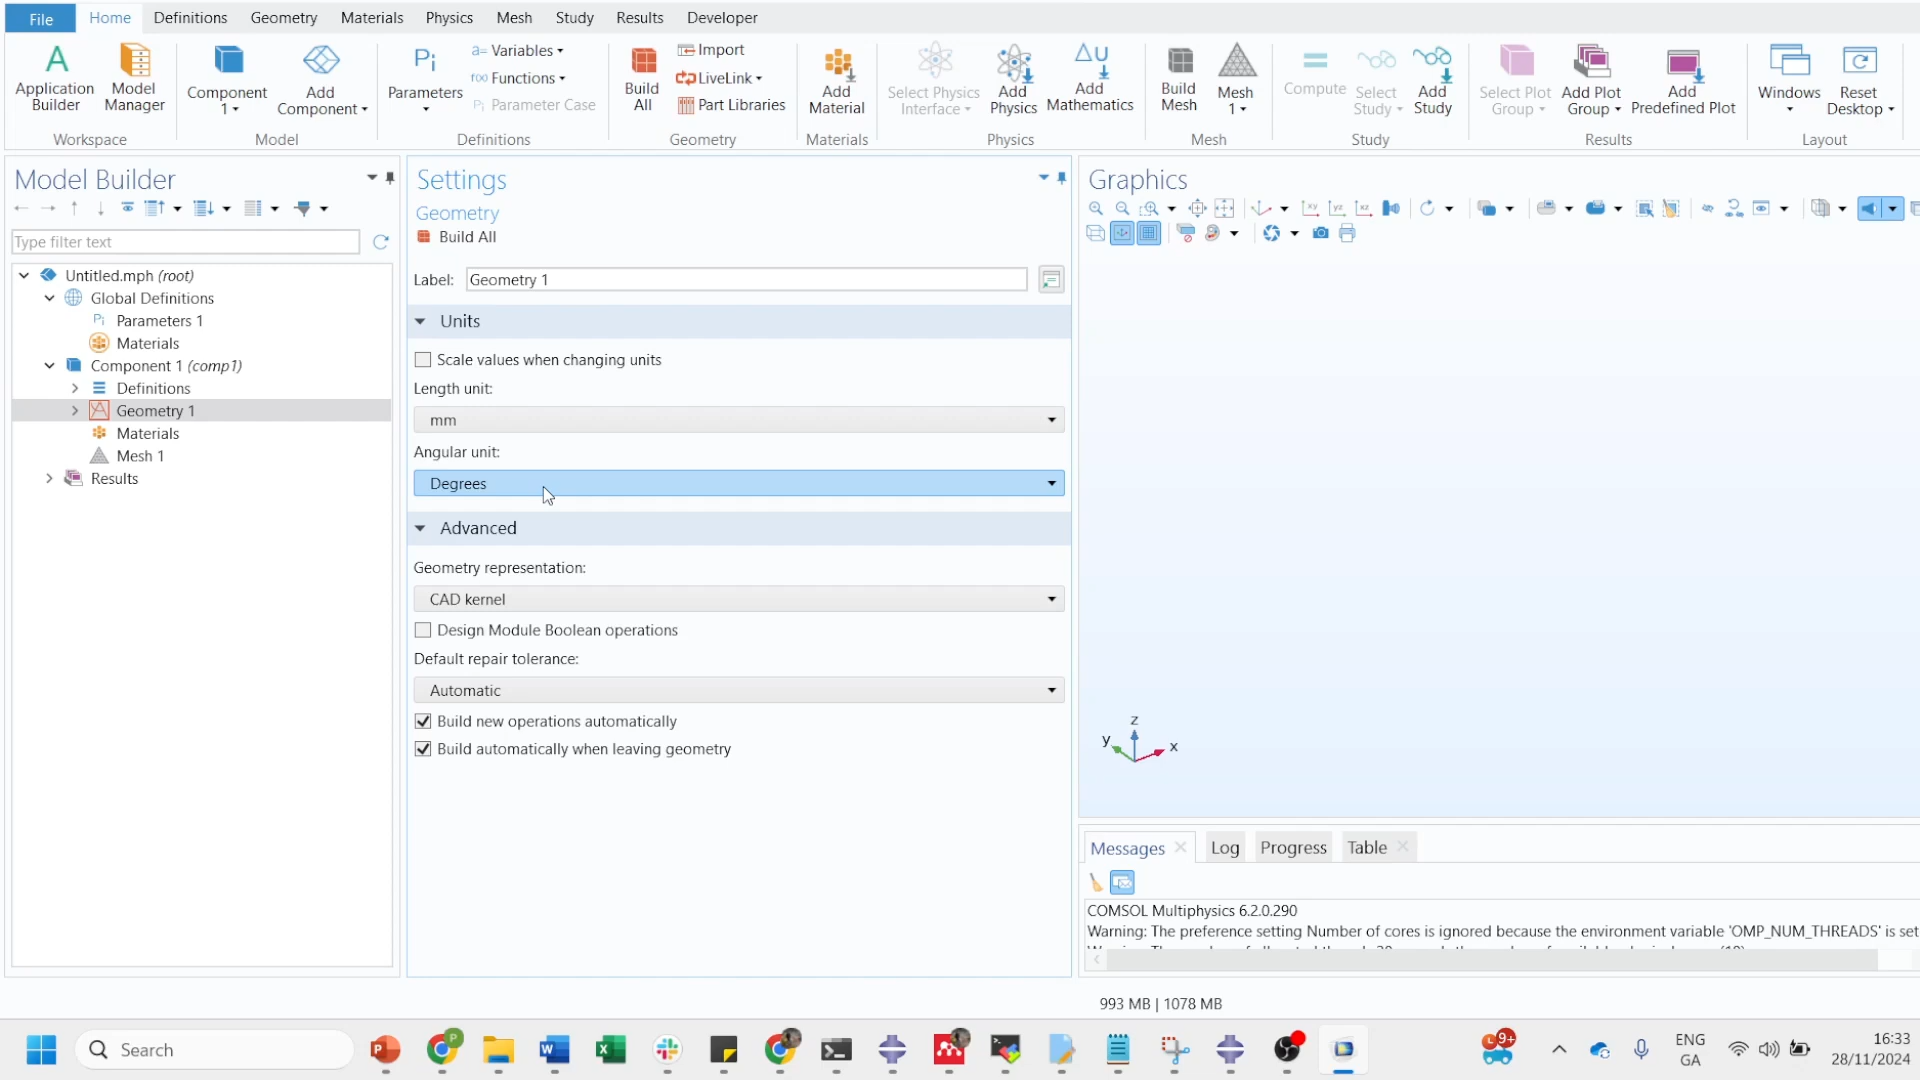 File Home Definitions Geometry Materials Physics Mesh Study Results Developer
Application Builder
Model Manager
Workspace
Component 1
Add Component
Model
Pi
Parameters
a= Variables
f(x) Functions
Pi Parameter Case
Definitions
Build All
Import
LiveLink
Part Libraries
Geometry
Add Material
Materials
Select Physics Interface
Add Physics
Add Mathematics
Physics
Build Mesh
Mesh 1
Mesh
Compute
Select Study
Add Study
Study
Select Plot Group
Add Plot Group
Add Predefined Plot
Results
Windows
Reset Desktop
Layout
Model Builder
Type filter text
Untitled.mph (root)
Global Definitions
Pi Parameters 1
Materials
Component 1 (comp1)
Definitions
Geometry 1
Materials
Mesh 1
Results
Settings
Geometry
Build All
Label: Geometry 1
Units
Scale values when changing units
Length unit:
mm
Angular unit:
Degrees
Advanced
Geometry representation:
CAD kernel
Design Module Boolean operations
Default repair tolerance:
Automatic
Build new operations automatically
Build automatically when leaving geometry
Graphics
xy yz xz
z
y
x
Messages Log Progress Table
COMSOL Multiphysics 6.2.0.290
Warning: The preference setting Number of cores is ignored because the environment variable 'OMP_NUM_THREADS' is set
993 MB | 1078 MB
Search
9+
ENG
GA
16:33
28/11/2024